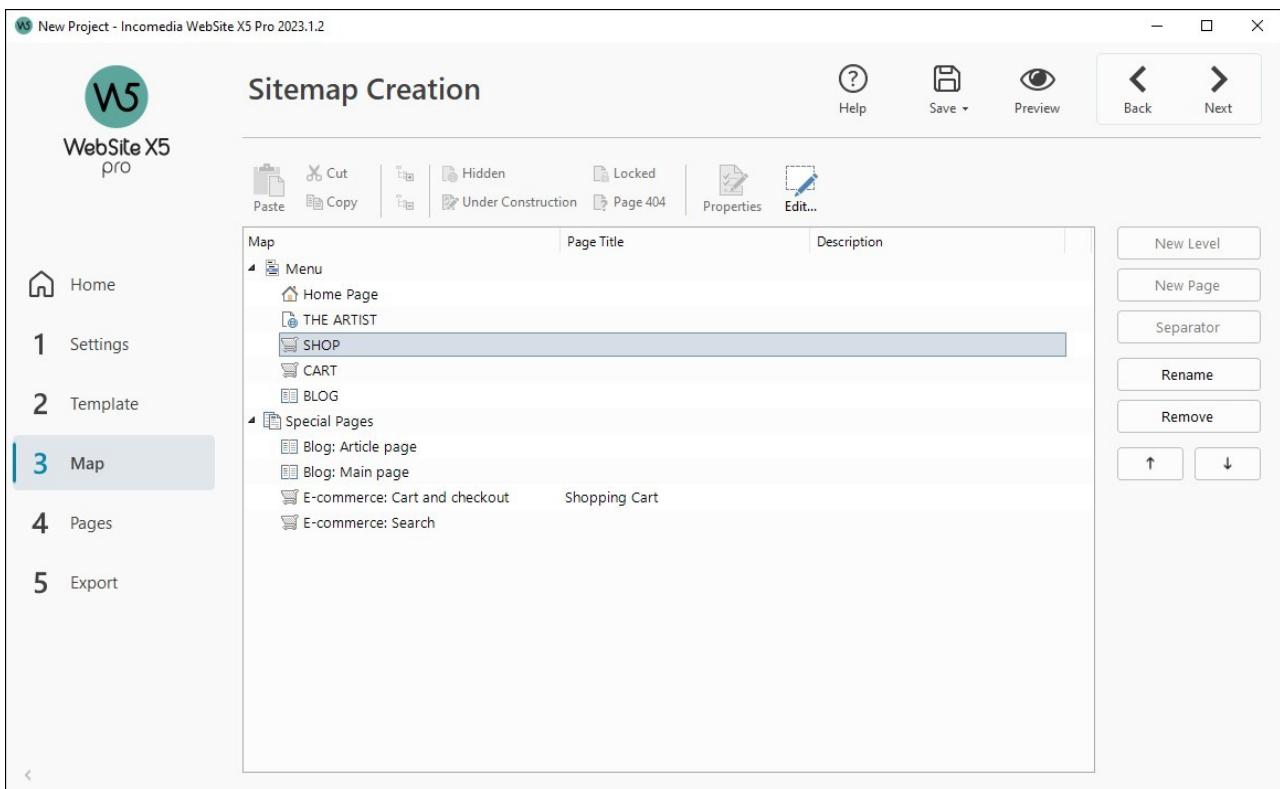 New Project - Incomedia WebSite X5 Pro 2023.1.2
W5
WebSite X5
pro
Sitemap Creation
Help
Save
Preview
Back
Next
Paste
Cut
Copy
Hidden
Under Construction
Locked
Page 404
Properties
Edit...
Home
1 Settings
2 Template
3 Map
4 Pages
5 Export
Map Page Title Description
Menu
Home Page
THE ARTIST
SHOP
CART
BLOG
Special Pages
Blog: Article page
Blog: Main page
E-commerce: Cart and checkout Shopping Cart
E-commerce: Search
New Level
New Page
Separator
Rename
Remove